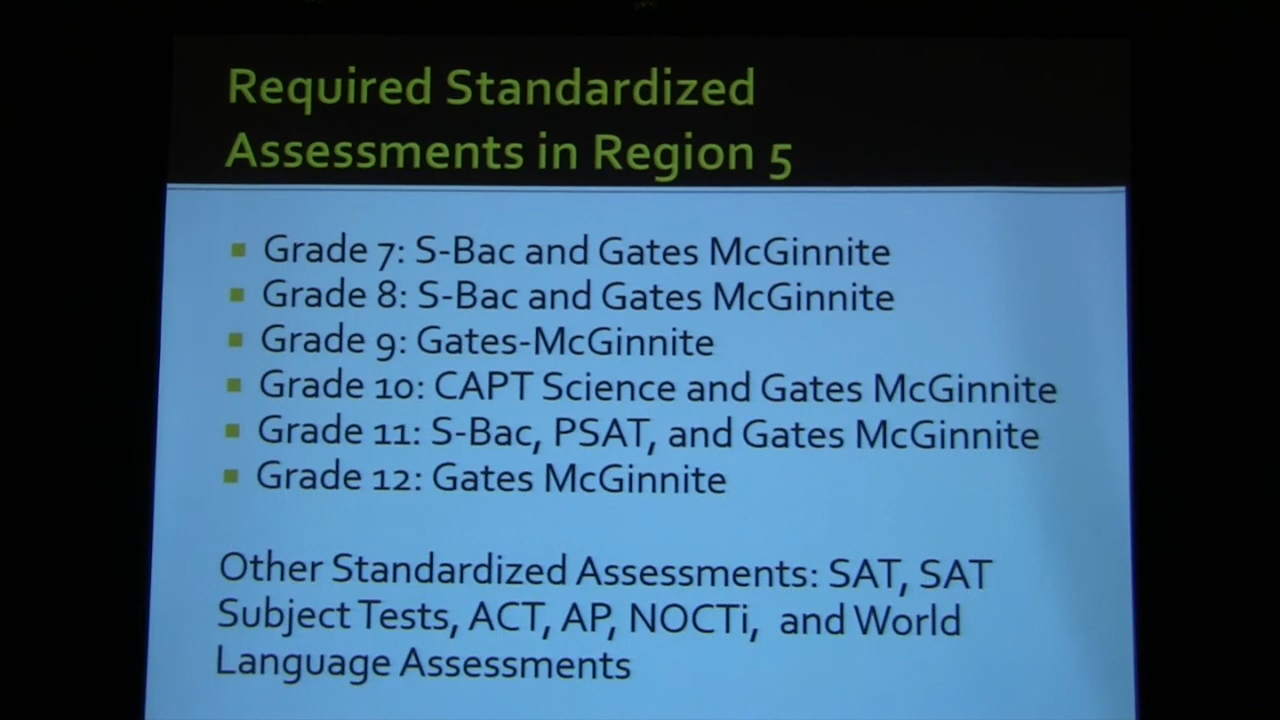 Required Standardized
Assessments in Region 5
Grade 7: S-Bac and Gates McGinnite
Grade 8: S-Bac and Gates McGinnite
Grade 9: Gates-McGinnite
Grade 10: CAPT Science and Gates McGinnite
Grade 11: S-Bac, PSAT, and Gates McGinnite
Grade 12: Gates McGinnite
Other Standardized Assessments: SAT, SAT
Subject Tests, ACT, AP, NOCTi, and World
Language Assessments